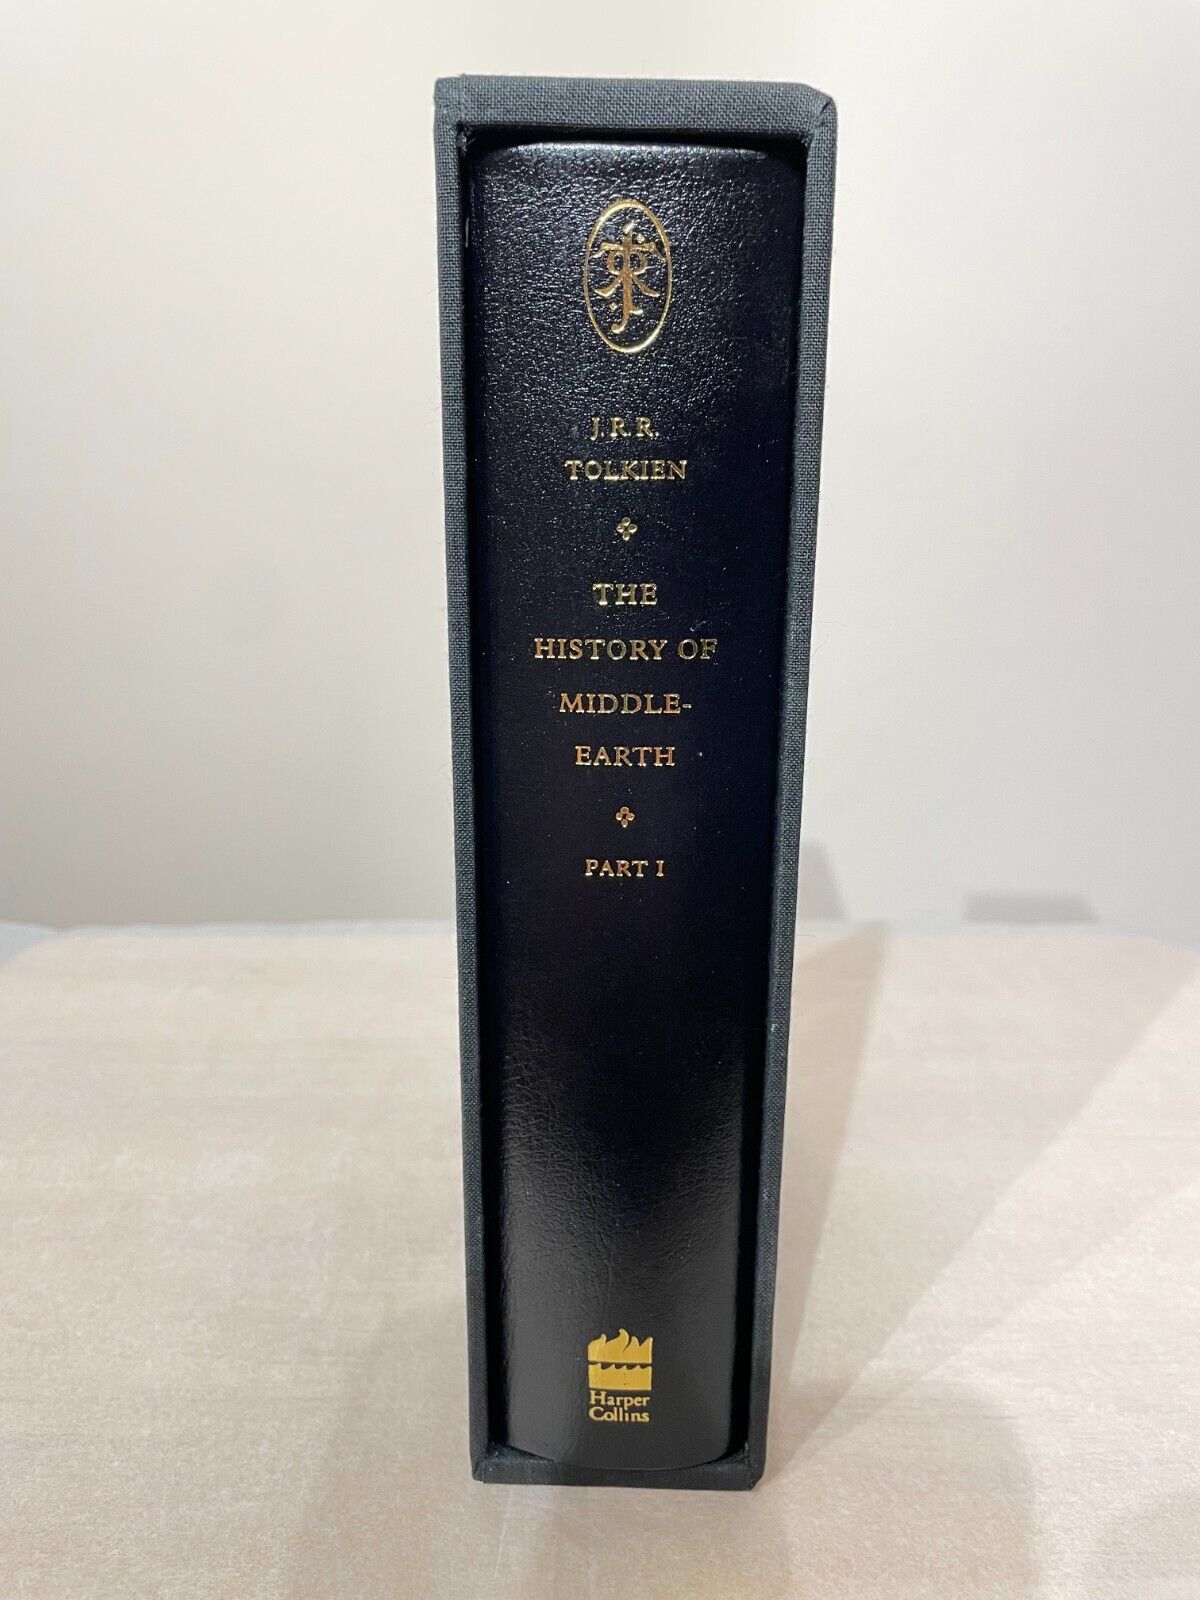 J.R.R.
TOLKIEN
THE
HISTORY OF
MIDDLE-
EARTH
PART I
Harper
Collins